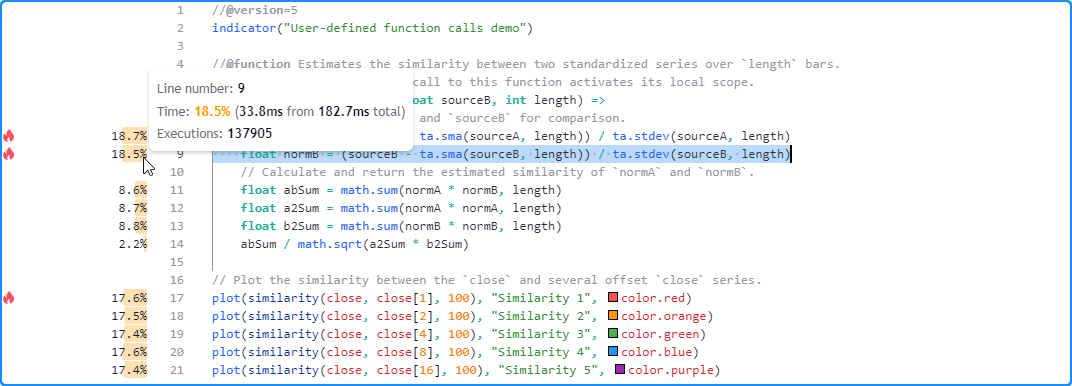 1 //@version=5
2 indicator("User-defined function calls demo")
3
4 //@function Estimates the similarity between two standardized series over `length` bars.
call to this function activates its local scope.
float sourceB, int length) =>
and `sourceB` for comparison.
Line number: 9
Time: 18.5% (33.8ms from 182.7ms total)
Executions: 137905
18.7% ta.sma(sourceA, length)) / ta.stdev(sourceA, length)
18.5% 9 float normB = (sourceB - ta.sma(sourceB, length)) / ta.stdev(sourceB, length)
10 // Calculate and return the estimated similarity of `normA` and `normB`.
8.6% 11 float abSum = math.sum(normA * normB, length)
8.7% 12 float a2Sum = math.sum(normA * normA, length)
8.8% 13 float b2Sum = math.sum(normB * normB, length)
2.2% 14 abSum / math.sqrt(a2Sum * b2Sum)
15
16 // Plot the similarity between the `close` and several offset `close` series.
17.6% 17 plot(similarity(close, close[1], 100), "Similarity 1", color.red)
17.5% 18 plot(similarity(close, close[2], 100), "Similarity 2", color.orange)
17.4% 19 plot(similarity(close, close[4], 100), "Similarity 3", color.green)
17.6% 20 plot(similarity(close, close[8], 100), "Similarity 4", color.blue)
17.4% 21 plot(similarity(close, close[16], 100), "Similarity 5", color.purple)